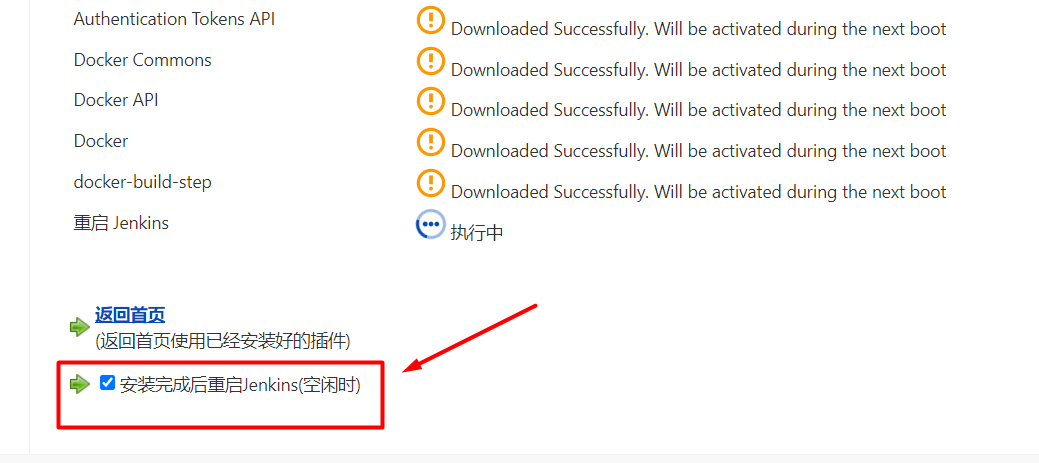 Authentication Tokens API Downloaded Successfully. Will be activated during the next boot
Docker Commons Downloaded Successfully. Will be activated during the next boot
Docker API Downloaded Successfully. Will be activated during the next boot
Docker Downloaded Successfully. Will be activated during the next boot
docker-build-step Downloaded Successfully. Will be activated during the next boot
重启 Jenkins 执行中
返回首页
(返回首页使用已经安装好的插件)
安装完成后重启Jenkins(空闲时)